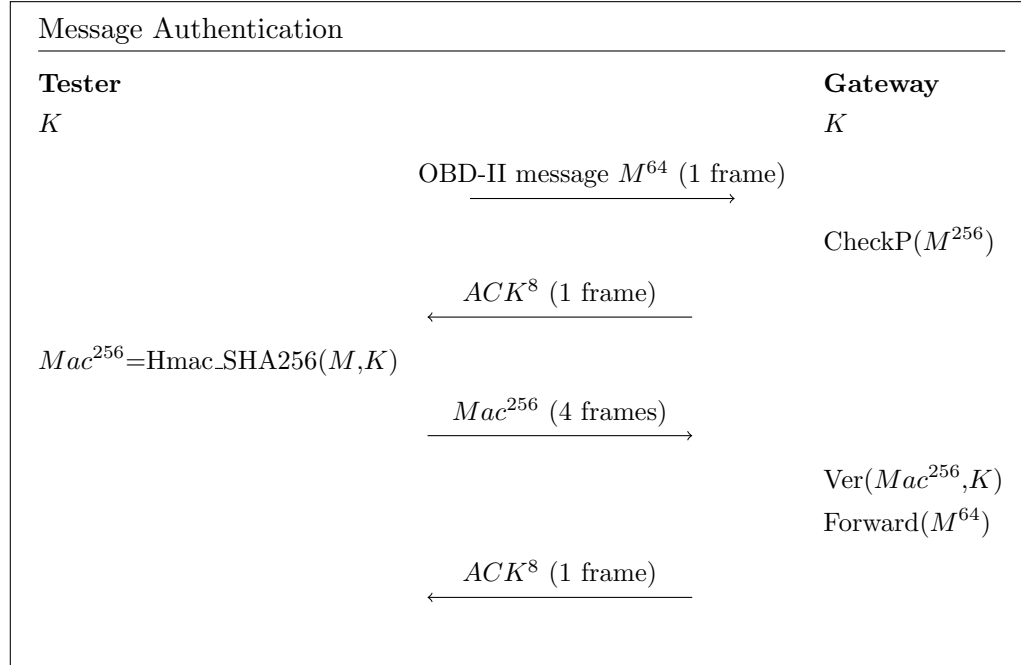 Message Authentication
Tester Gateway
K K
OBD-II message M^64 (1 frame)
CheckP(M^256)
ACK^8 (1 frame)
Mac^256=Hmac_SHA256(M,K)
Mac^256 (4 frames)
Ver(Mac^256,K)
Forward(M^64)
ACK^8 (1 frame)